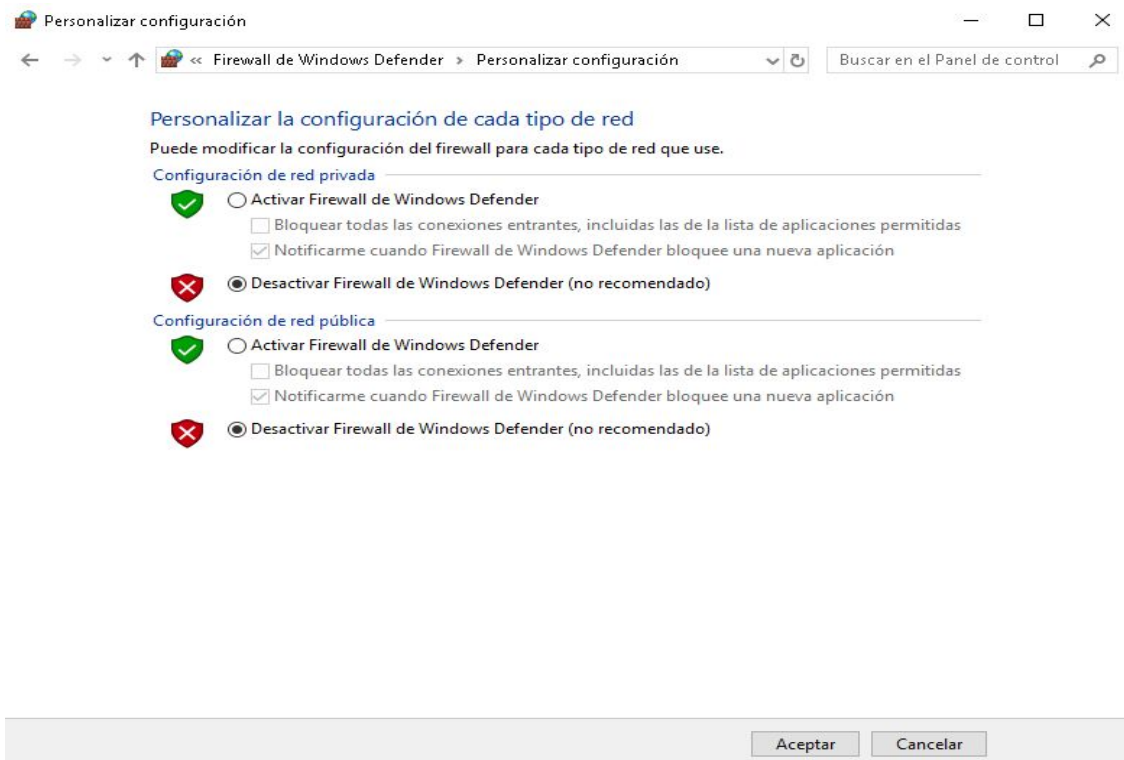 Personalizar configuración
« Firewall de Windows Defender > Personalizar configuración
Buscar en el Panel de control
Personalizar la configuración de cada tipo de red
Puede modificar la configuración del firewall para cada tipo de red que use.
Configuración de red privada
Activar Firewall de Windows Defender
Bloquear todas las conexiones entrantes, incluidas las de la lista de aplicaciones permitidas
Notificarme cuando Firewall de Windows Defender bloquee una nueva aplicación
Desactivar Firewall de Windows Defender (no recomendado)
Configuración de red pública
Activar Firewall de Windows Defender
Bloquear todas las conexiones entrantes, incluidas las de la lista de aplicaciones permitidas
Notificarme cuando Firewall de Windows Defender bloquee una nueva aplicación
Desactivar Firewall de Windows Defender (no recomendado)
Aceptar
Cancelar